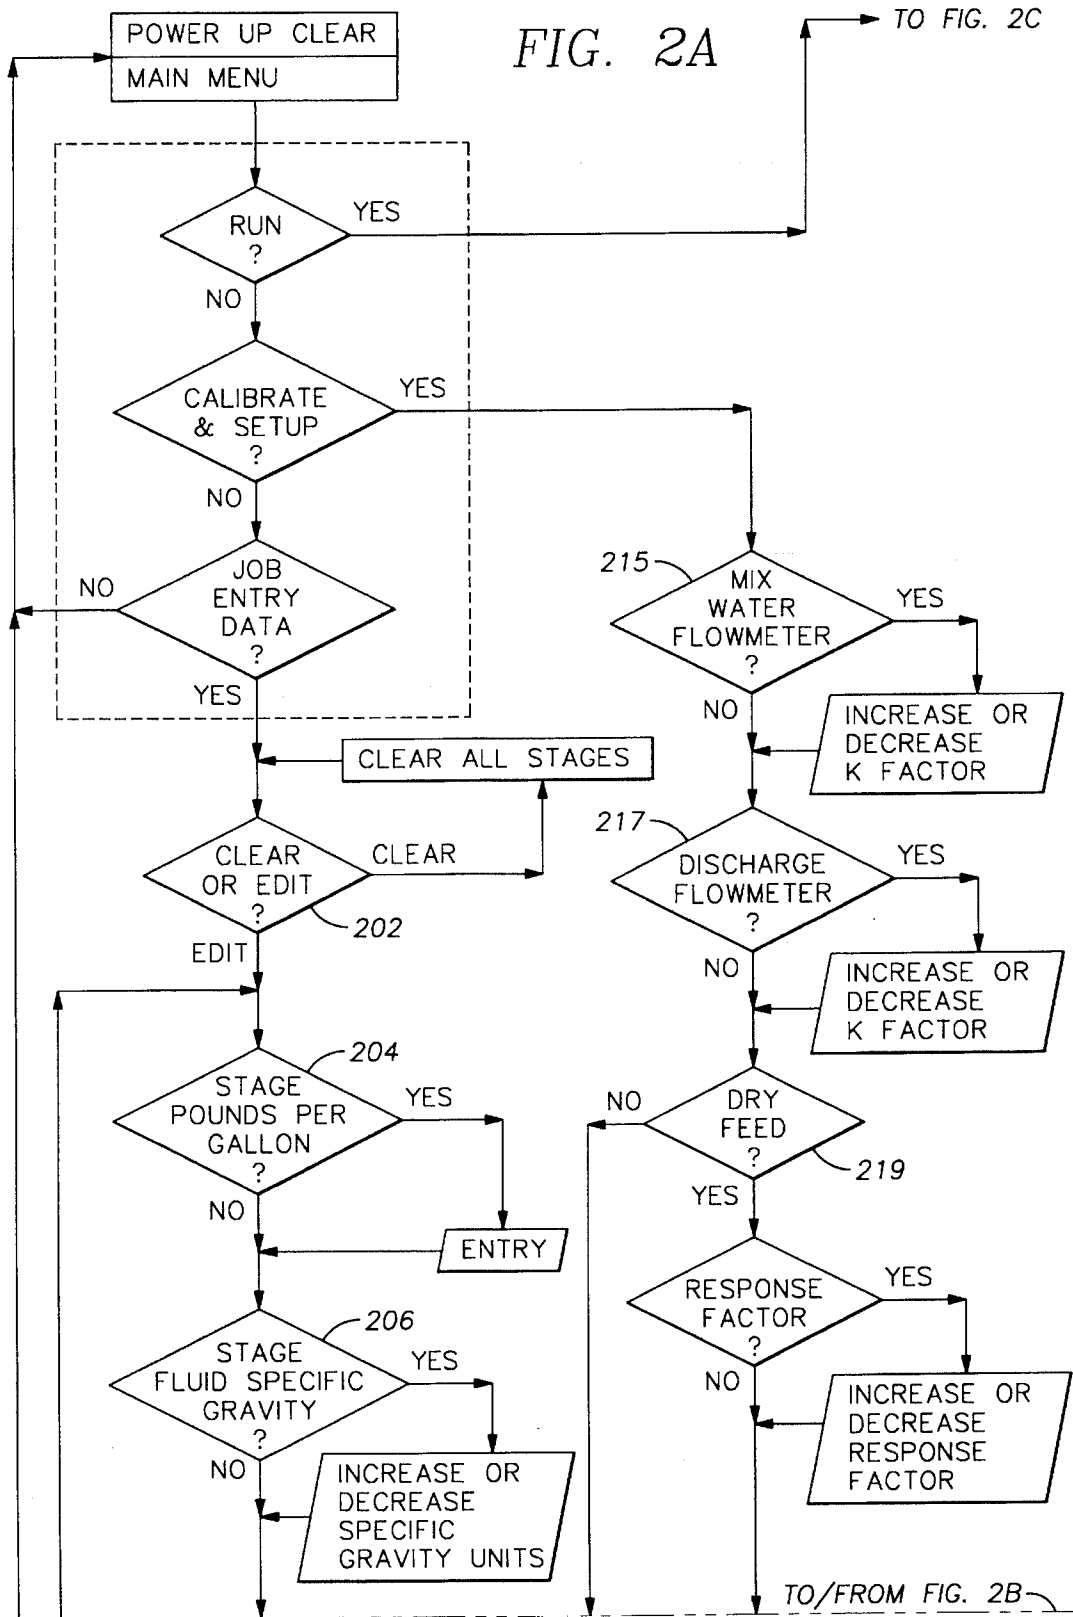 POWER UP CLEAR
MAIN MENU
FIG. 2A
TO FIG. 2C
RUN
?
YES
NO
CALIBRATE
& SETUP
?
YES
NO
JOB
ENTRY
DATA
?
NO
YES
CLEAR ALL STAGES
CLEAR
OR EDIT
?
CLEAR
202
EDIT
204
STAGE
POUNDS PER
GALLON
?
YES
NO
ENTRY
206
STAGE
FLUID SPECIFIC
GRAVITY
?
YES
NO
INCREASE OR
DECREASE
SPECIFIC
GRAVITY UNITS
215
MIX
WATER
FLOWMETER
?
YES
NO
INCREASE OR
DECREASE
K FACTOR
217
DISCHARGE
FLOWMETER
?
YES
NO
INCREASE OR
DECREASE
K FACTOR
DRY
FEED
?
NO
219
YES
RESPONSE
FACTOR
?
YES
NO
INCREASE OR
DECREASE
RESPONSE
FACTOR
TO/FROM FIG. 2B